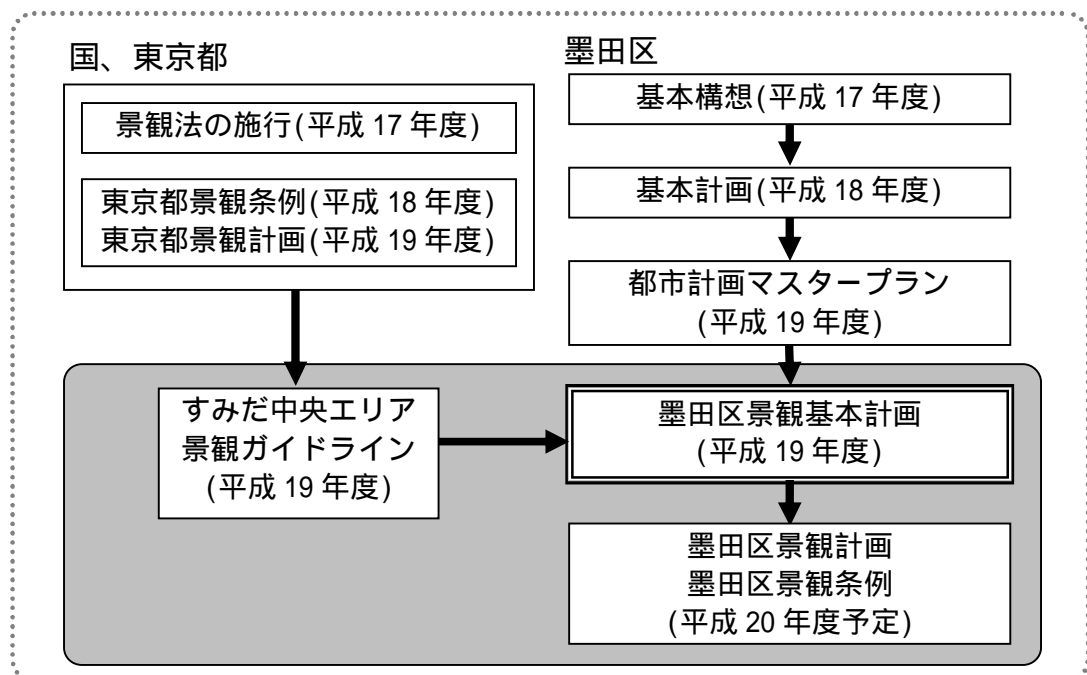 国、東京都
景観法の施行(平成 17 年度)
東京都景観条例(平成 18 年度)
東京都景観計画(平成 19 年度)
墨田区
基本構想(平成 17 年度)
基本計画(平成 18 年度)
都市計画マスタープラン
(平成 19 年度)
すみだ中央エリア
景観ガイドライン
(平成 19 年度)
墨田区景観基本計画
(平成 19 年度)
墨田区景観計画
墨田区景観条例
(平成 20 年度予定)